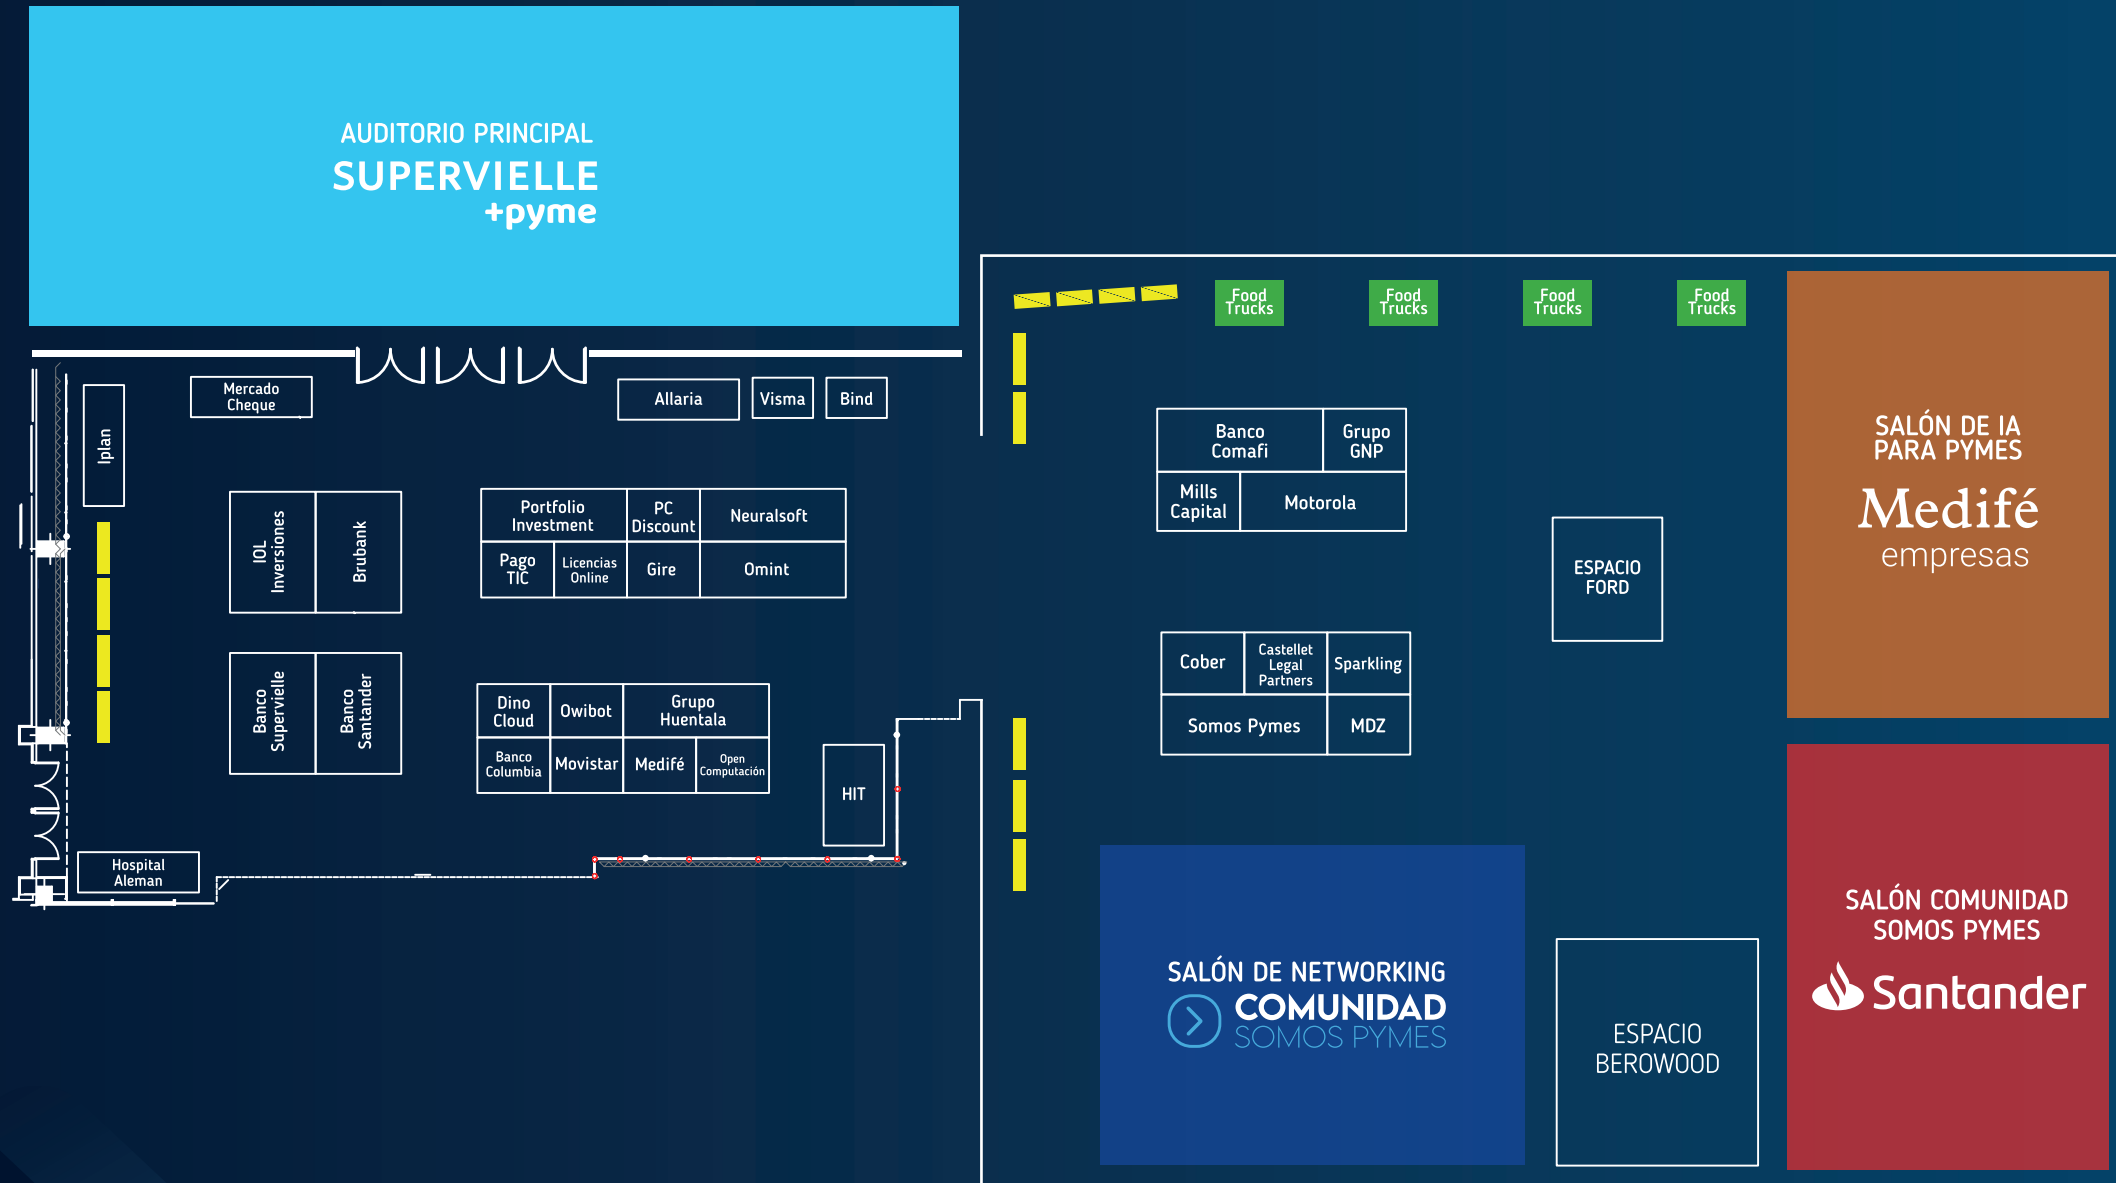 AUDITORIO PRINCIPAL
SUPERVIELLE
+pyme
Food
Trucks
Food
Trucks
Food
Trucks
Food
Trucks
Mercado
Cheque
Allaria
Visma
Bind
Iplan
IOL
Inversiones
Brubank
Portfolio
Investment
PC
Discount
Neuralsoft
Pago
TIC
Licencias
Online
Gire
Omint
Banco
Supervielle
Banco
Santander
Dino
Cloud
Owibot
Grupo
Huentala
Banco
Columbia
Movistar
Medifé
Open
Computación
HIT
Hospital
Aleman
Banco
Comafi
Grupo
GNP
Mills
Capital
Motorola
Cober
Castellet
Legal
Partners
Sparkling
Somos Pymes
MDZ
ESPACIO
FORD
SALÓN DE IA
PARA PYMES
Medifé
empresas
SALÓN DE NETWORKING
COMUNIDAD
SOMOS PYMES
ESPACIO
BEROWOOD
SALÓN COMUNIDAD
SOMOS PYMES
Santander